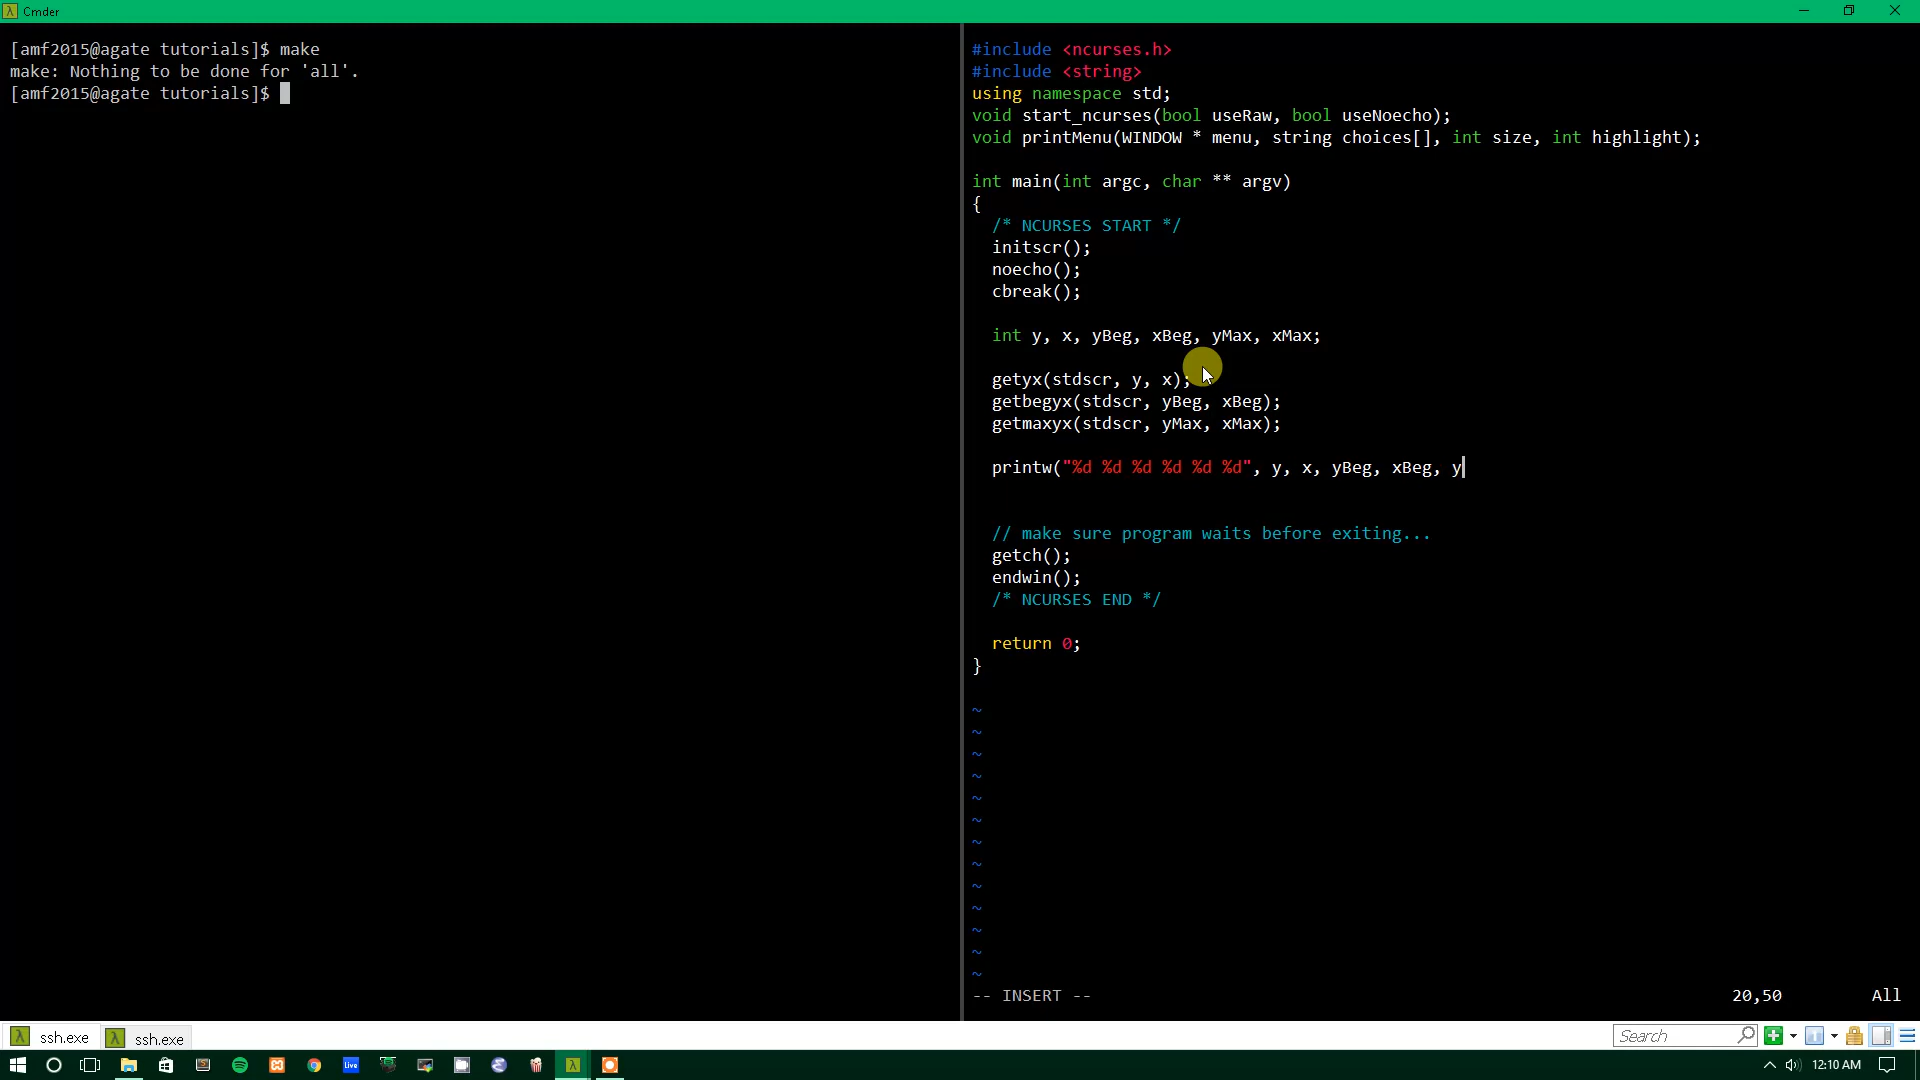 Cmder
[amf2015@agate tutorials]$ make
make: Nothing to be done for 'all'.
[amf2015@agate tutorials]$
#include <ncurses.h>
#include <string>
using namespace std;
void start_ncurses(bool useRaw, bool useNoecho);
void printMenu(WINDOW * menu, string choices[], int size, int highlight);
int main(int argc, char ** argv)
{
/* NCURSES START */
initscr();
noecho();
cbreak();
int y, x, yBeg, xBeg, yMax, xMax;
getyx(stdscr, y, x);
getbegyx(stdscr, yBeg, xBeg);
getmaxyx(stdscr, yMax, xMax);
printw("%d %d %d %d %d %d", y, x, yBeg, xBeg, y
// make sure program waits before exiting...
getch();
endwin();
/* NCURSES END */
return 0;
}
~
~
~
~
~
~
~
~
~
~
~
~
~
-- INSERT -- 20,50 All
ssh.exe ssh.exe Search
Live 12:10 AM